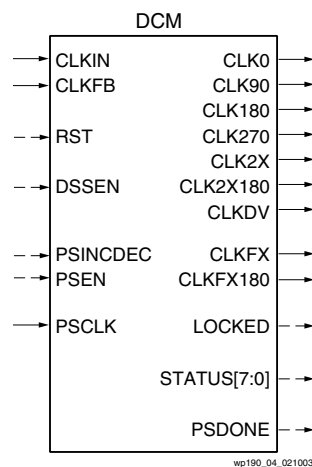 DCM
CLKIN
CLKFB
RST
DSSEN
PSINCDEC
PSEN
PSCLK
CLK0
CLK90
CLK180
CLK270
CLK2X
CLK2X180
CLKDV
CLKFX
CLKFX180
LOCKED
STATUS[7:0]
PSDONE
wp190_04_021003